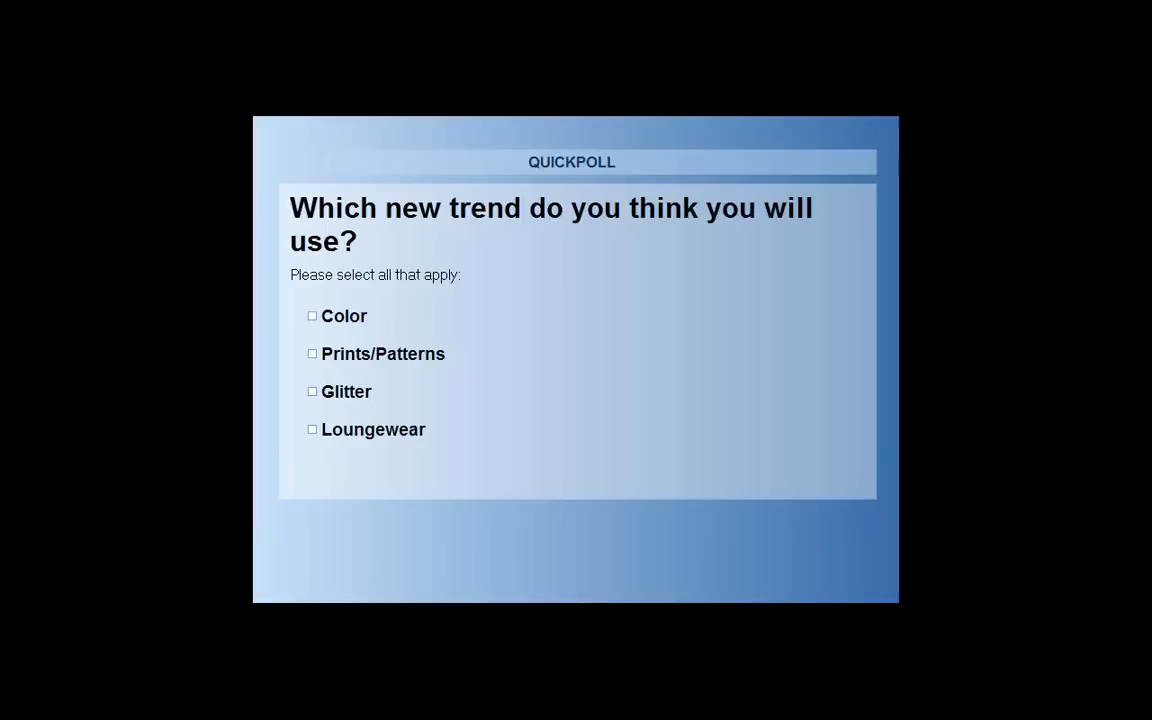 QUICKPOLL
Which new trend do you think you will
use?
Please select all that apply:
Color
Prints/Patterns
Glitter
Loungewear